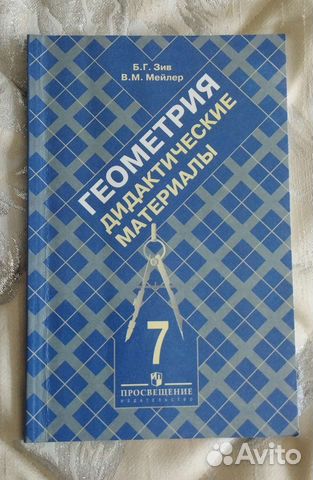 Б.Г. Зив
В.М. Мейлер
ГЕОМЕТРИЯ
ДИДАКТИЧЕСКИЕ
МАТЕРИАЛЫ
7
ПРОСВЕЩЕНИЕ
ИЗДАТЕЛЬСТВО
Avito